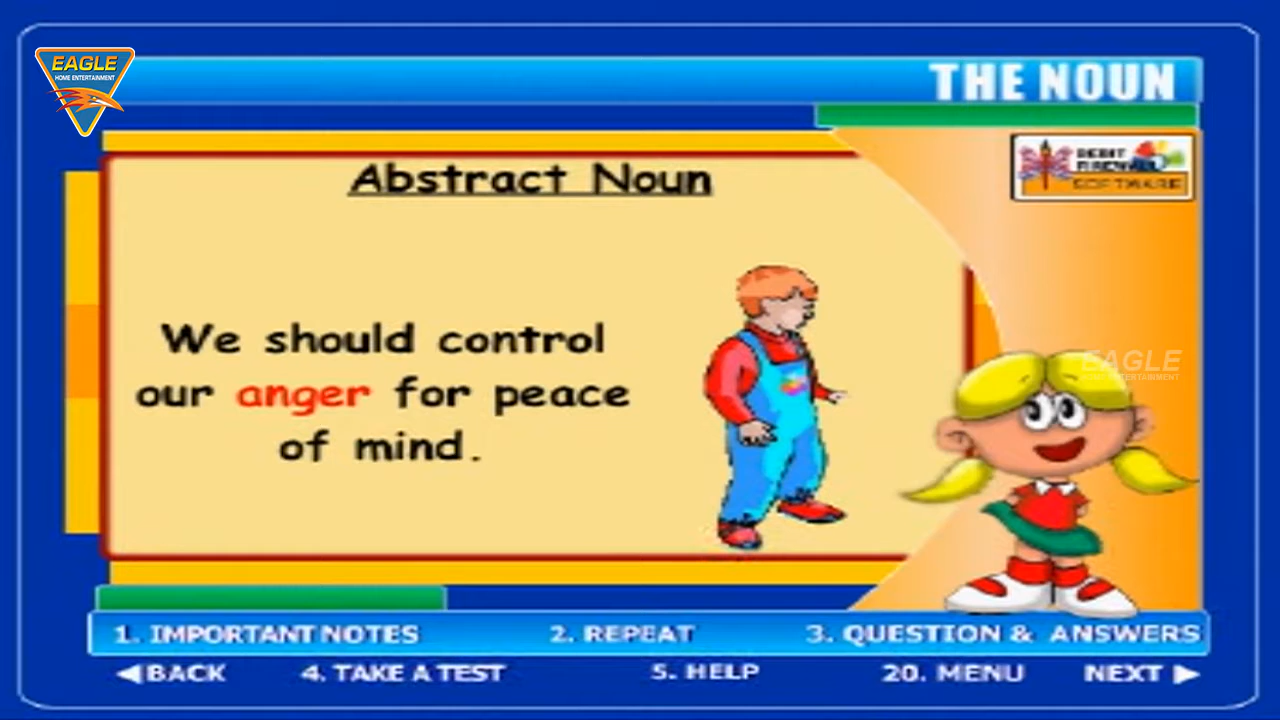 EAGLE
HOME ENTERTAINMENT
THE NOUN
SOFTWARE
Abstract Noun
We should control
our anger for peace
of mind.
EAGLE
1. IMPORTANT NOTES 2. REPEAT 3. QUESTION & ANSWERS
◀BACK 4. TAKE A TEST 5. HELP 20. MENU NEXT ▶